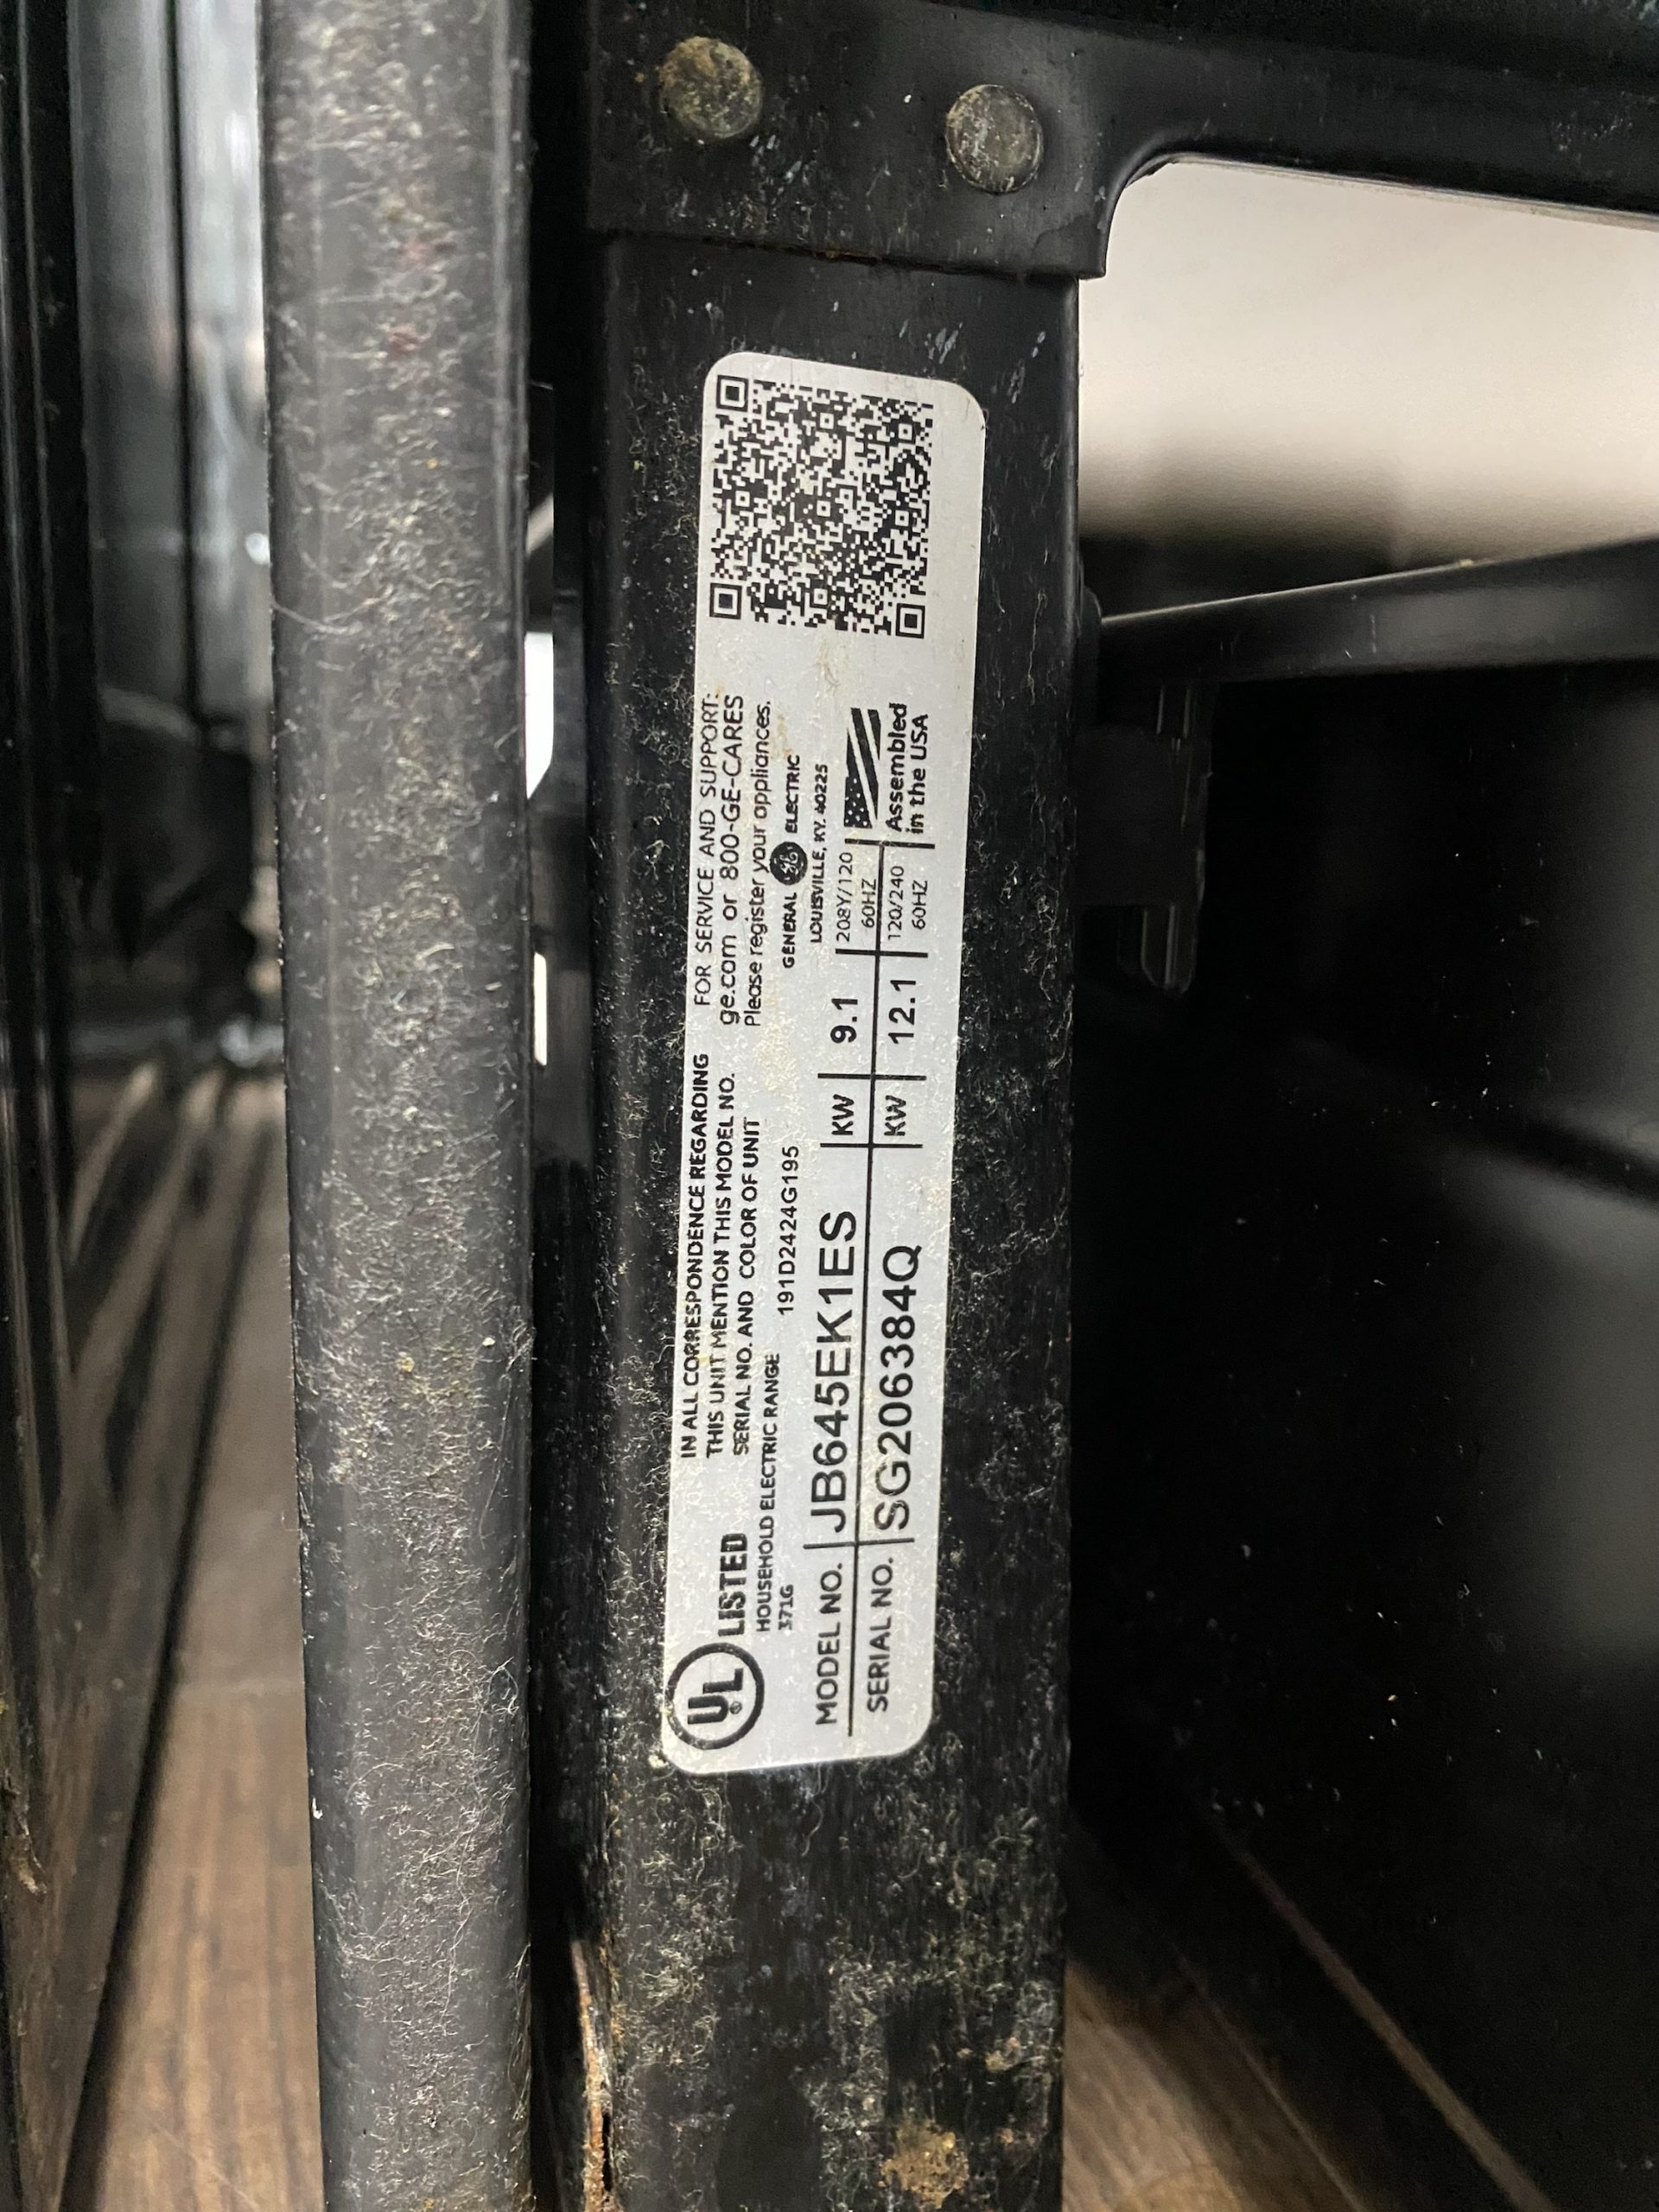 UL LISTED
HOUSEHOLD ELECTRIC RANGE
371G
191D2424G195
IN ALL CORRESPONDENCE REGARDING
THIS UNIT MENTION THIS MODEL NO.
SERIAL NO. AND COLOR OF UNIT
FOR SERVICE AND SUPPORT:
ge.com or 800-GE-CARES
Please register your appliances.
GENERAL GE ELECTRIC
LOUISVILLE, KY. 40225
MODEL NO. JB645EK1ES KW 9.1 208Y/120 60HZ
SERIAL NO. SG206384Q KW 12.1 120/240 60HZ
Assembled
in the USA